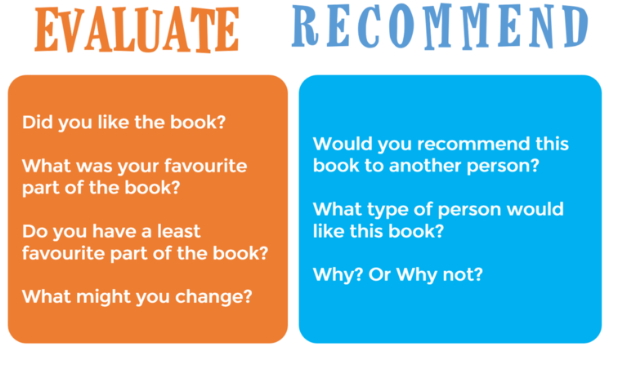 EVALUATE
RECOMMEND
Did you like the book?
What was your favourite
part of the book?
Do you have a least
favourite part of the book?
What might you change?
Would you recommend this
book to another person?
What type of person would
like this book?
Why? Or Why not?